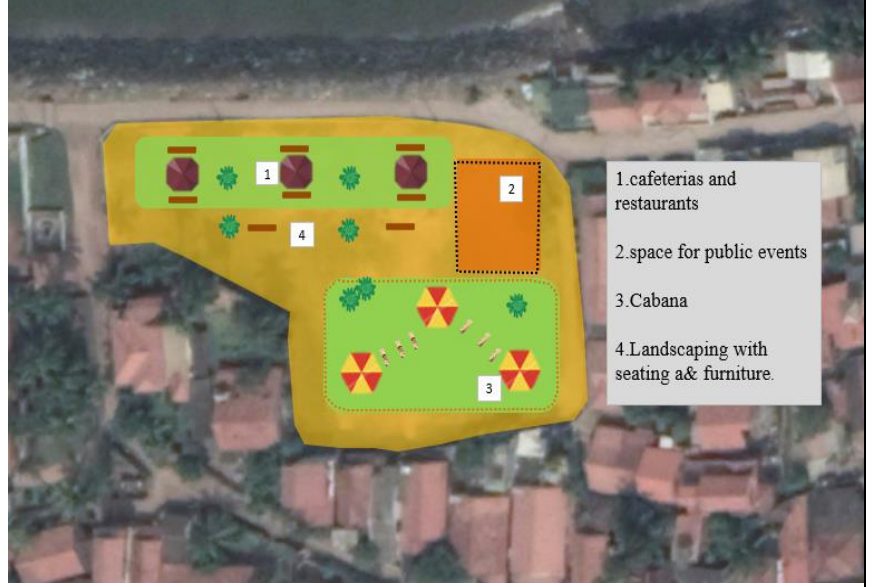 1
2
4
3
1.cafeterias and
restaurants
2.space for public events
3.Cabana
4.Landscaping with
seating a& furniture.